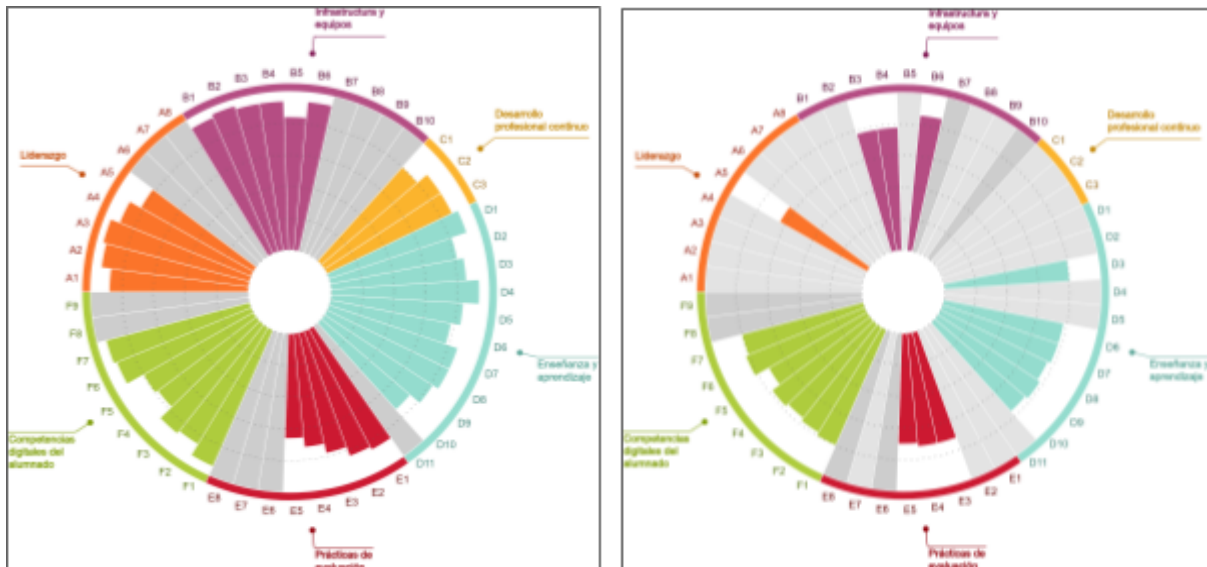 Infraestructura y
equipos
B1
B2
B3
B4
B5
B6
B7
B8
B9
B10
Desarrollo
profesional continuo
C1
C2
C3
D1
D2
D3
D4
D5
D6
D7
D8
D9
D10
D11
Enseñanza y
aprendizaje
E1
E2
E3
E5
E6
E7
E8
Prácticas de
evaluación
F1
F2
F3
F4
F5
F6
F7
F8
F9
Competencias
digitales del
alumnado
A1
A2
A3
A4
A5
A6
A7
A8
Liderazgo
Infraestructura y
equipos
B1
B2
B3
B4
B5
B6
B7
B8
B9
B10
Desarrollo
profesional continuo
C1
C2
C3
D1
D2
D3
D4
D5
D6
D7
D8
D9
D10
D11
Enseñanza y
aprendizaje
E1
E2
E3
E4
E5
E6
E7
E8
Prácticas de
evaluación
F1
F2
F3
F4
F5
F6
F7
F8
F9
Competencias
digitales del
alumnado
A1
A2
A3
A4
A5
A6
A7
A8
Liderazgo